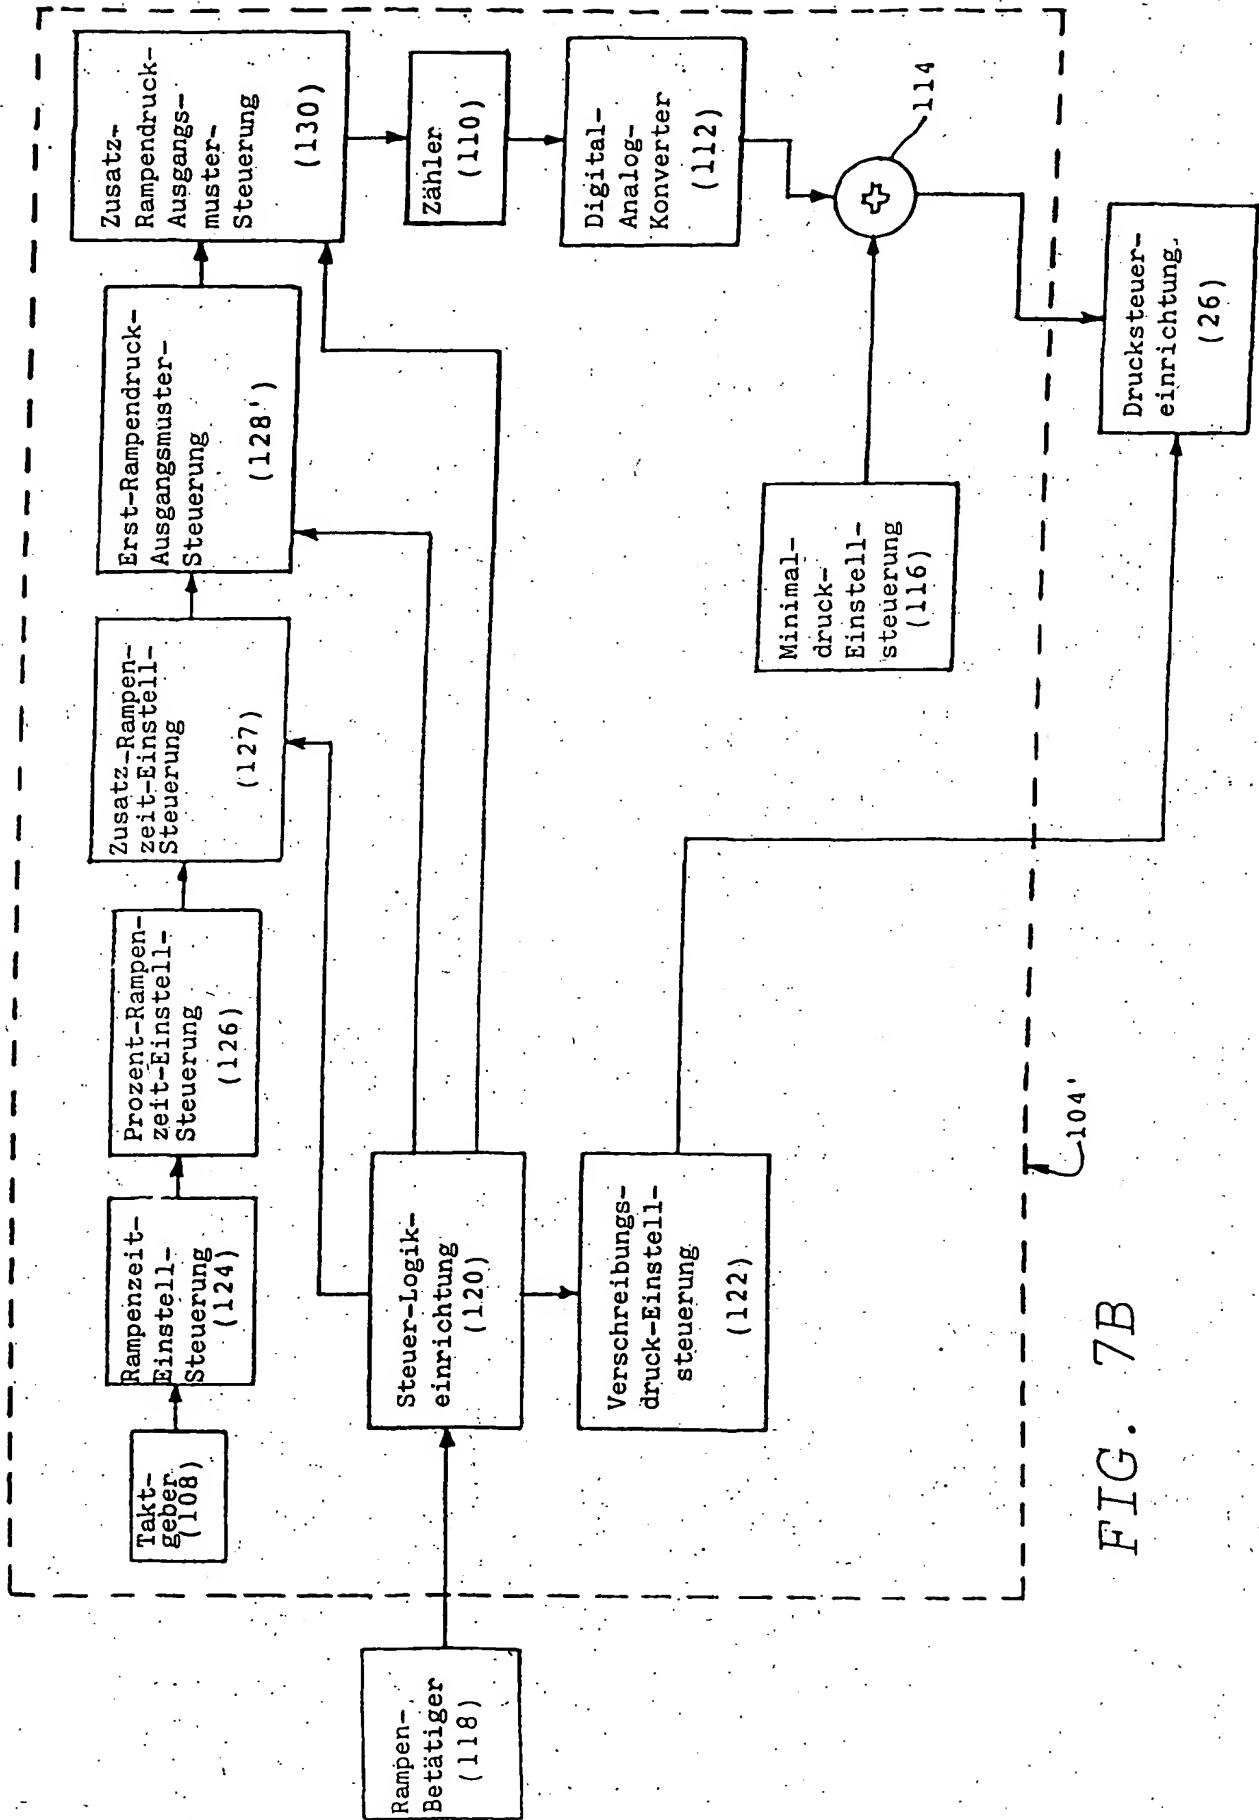 Takt-
geber
(108)
Rampenzeit-
Einstell-
Steuerung
(124)
Prozent-Rampen-
zeit-Einstell-
Steuerung
(126)
Zusatz-Rampen-
zeit-Einstell-
Steuerung
(127)
Erst-Rampendruck-
Ausgangsmuster-
Steuerung
(128')
Zusatz-
Rampendruck-
Ausgangs-
muster-
Steuerung
(130)
Zähler
(110)
Digital-
Analog-
Konverter
(112)
114
Rampen-
Betätiger
(118)
Steuer-Logik-
einrichtung
(120)
Verschreibungs-
druck-Einstell-
steuerung
(122)
Minimal-
druck-
Einstell-
steuerung
(116)
Drucksteuer-
einrichtung
(26)
104'
FIG. 7B